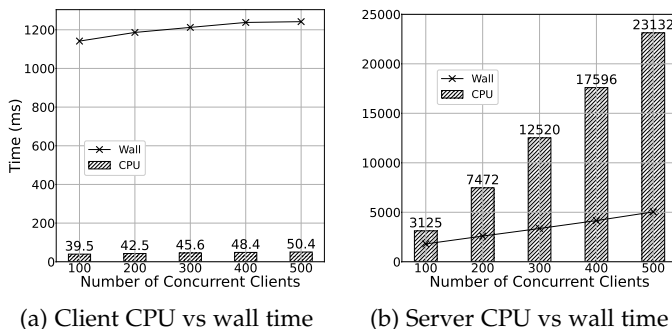 1200
1000
800
600
400
200
0
Time (ms)
Wall
CPU
39.5 42.5 45.6 48.4 50.4
100 200 300 400 500
Number of Concurrent Clients
(a) Client CPU vs wall time
25000
20000
15000
10000
5000
0
Wall
CPU
3125
7472
12520
17596
23132
100 200 300 400 500
Number of Concurrent Clients
(b) Server CPU vs wall time